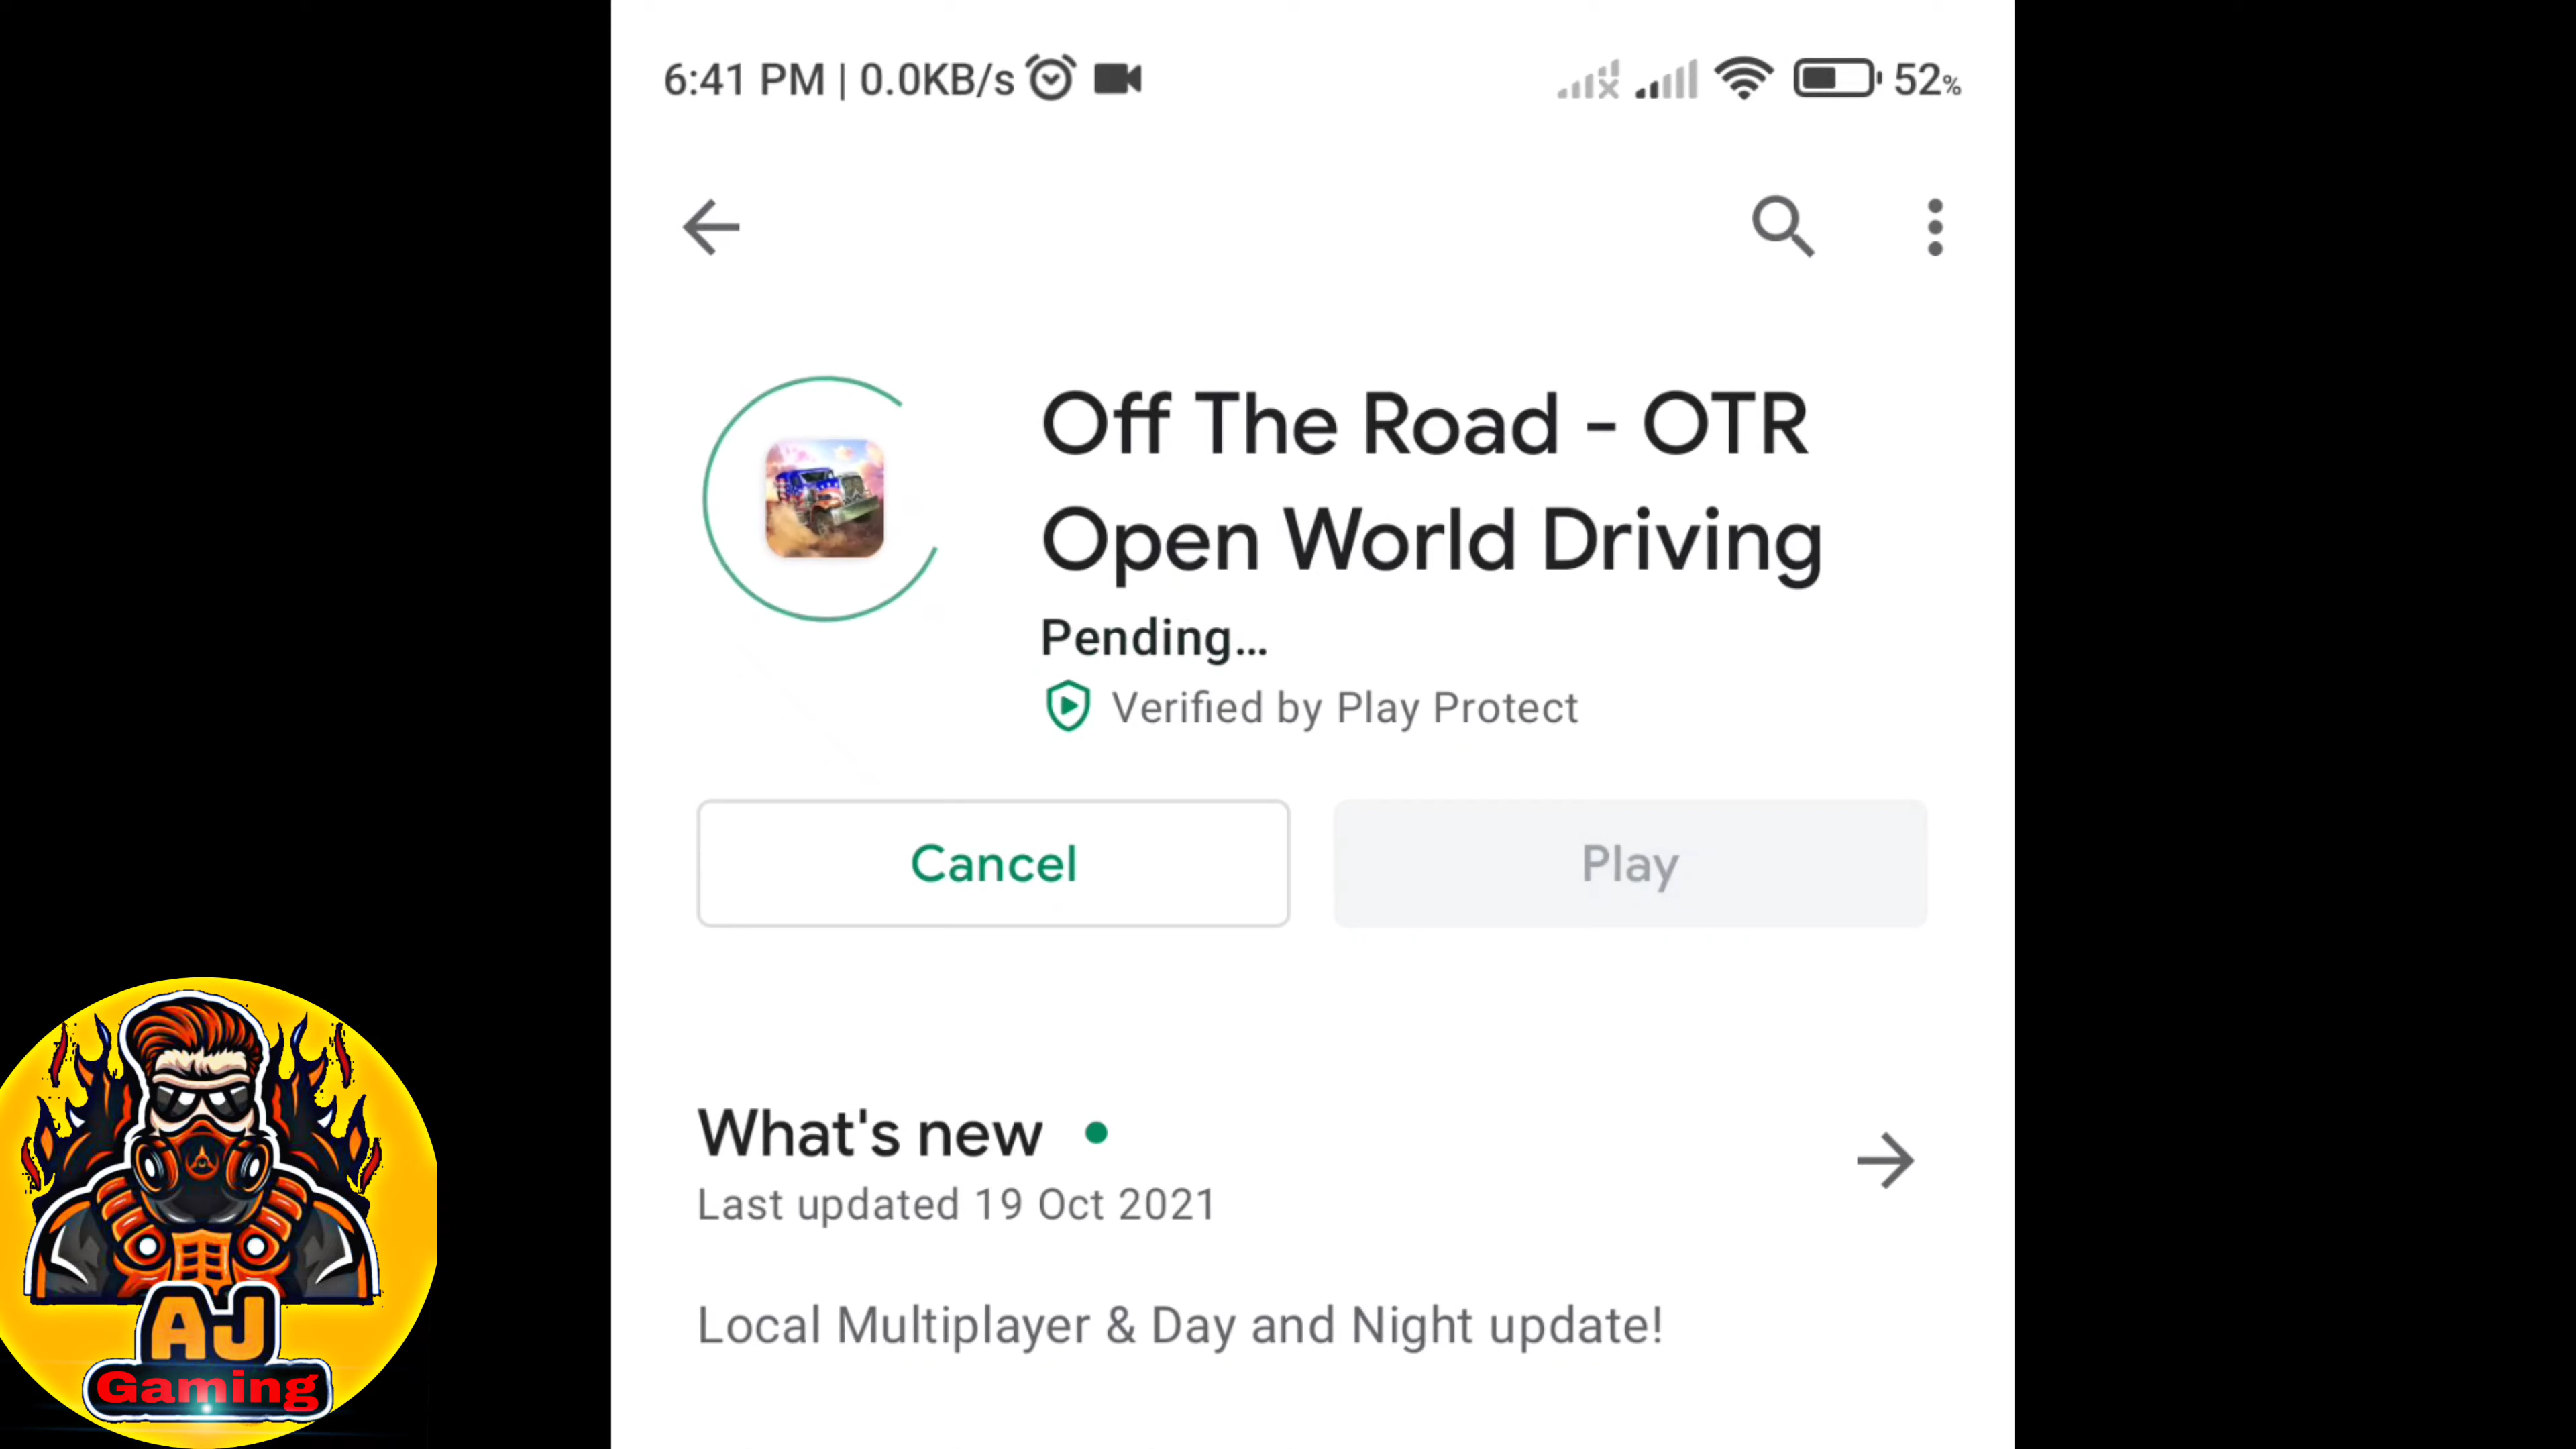 6:41 PM | 0.0KB/s 52%
Off The Road - OTR
Open World Driving
Pending...
Verified by Play Protect
Cancel Play
What's new
Last updated 19 Oct 2021
Local Multiplayer & Day and Night update!
AJ
Gaming